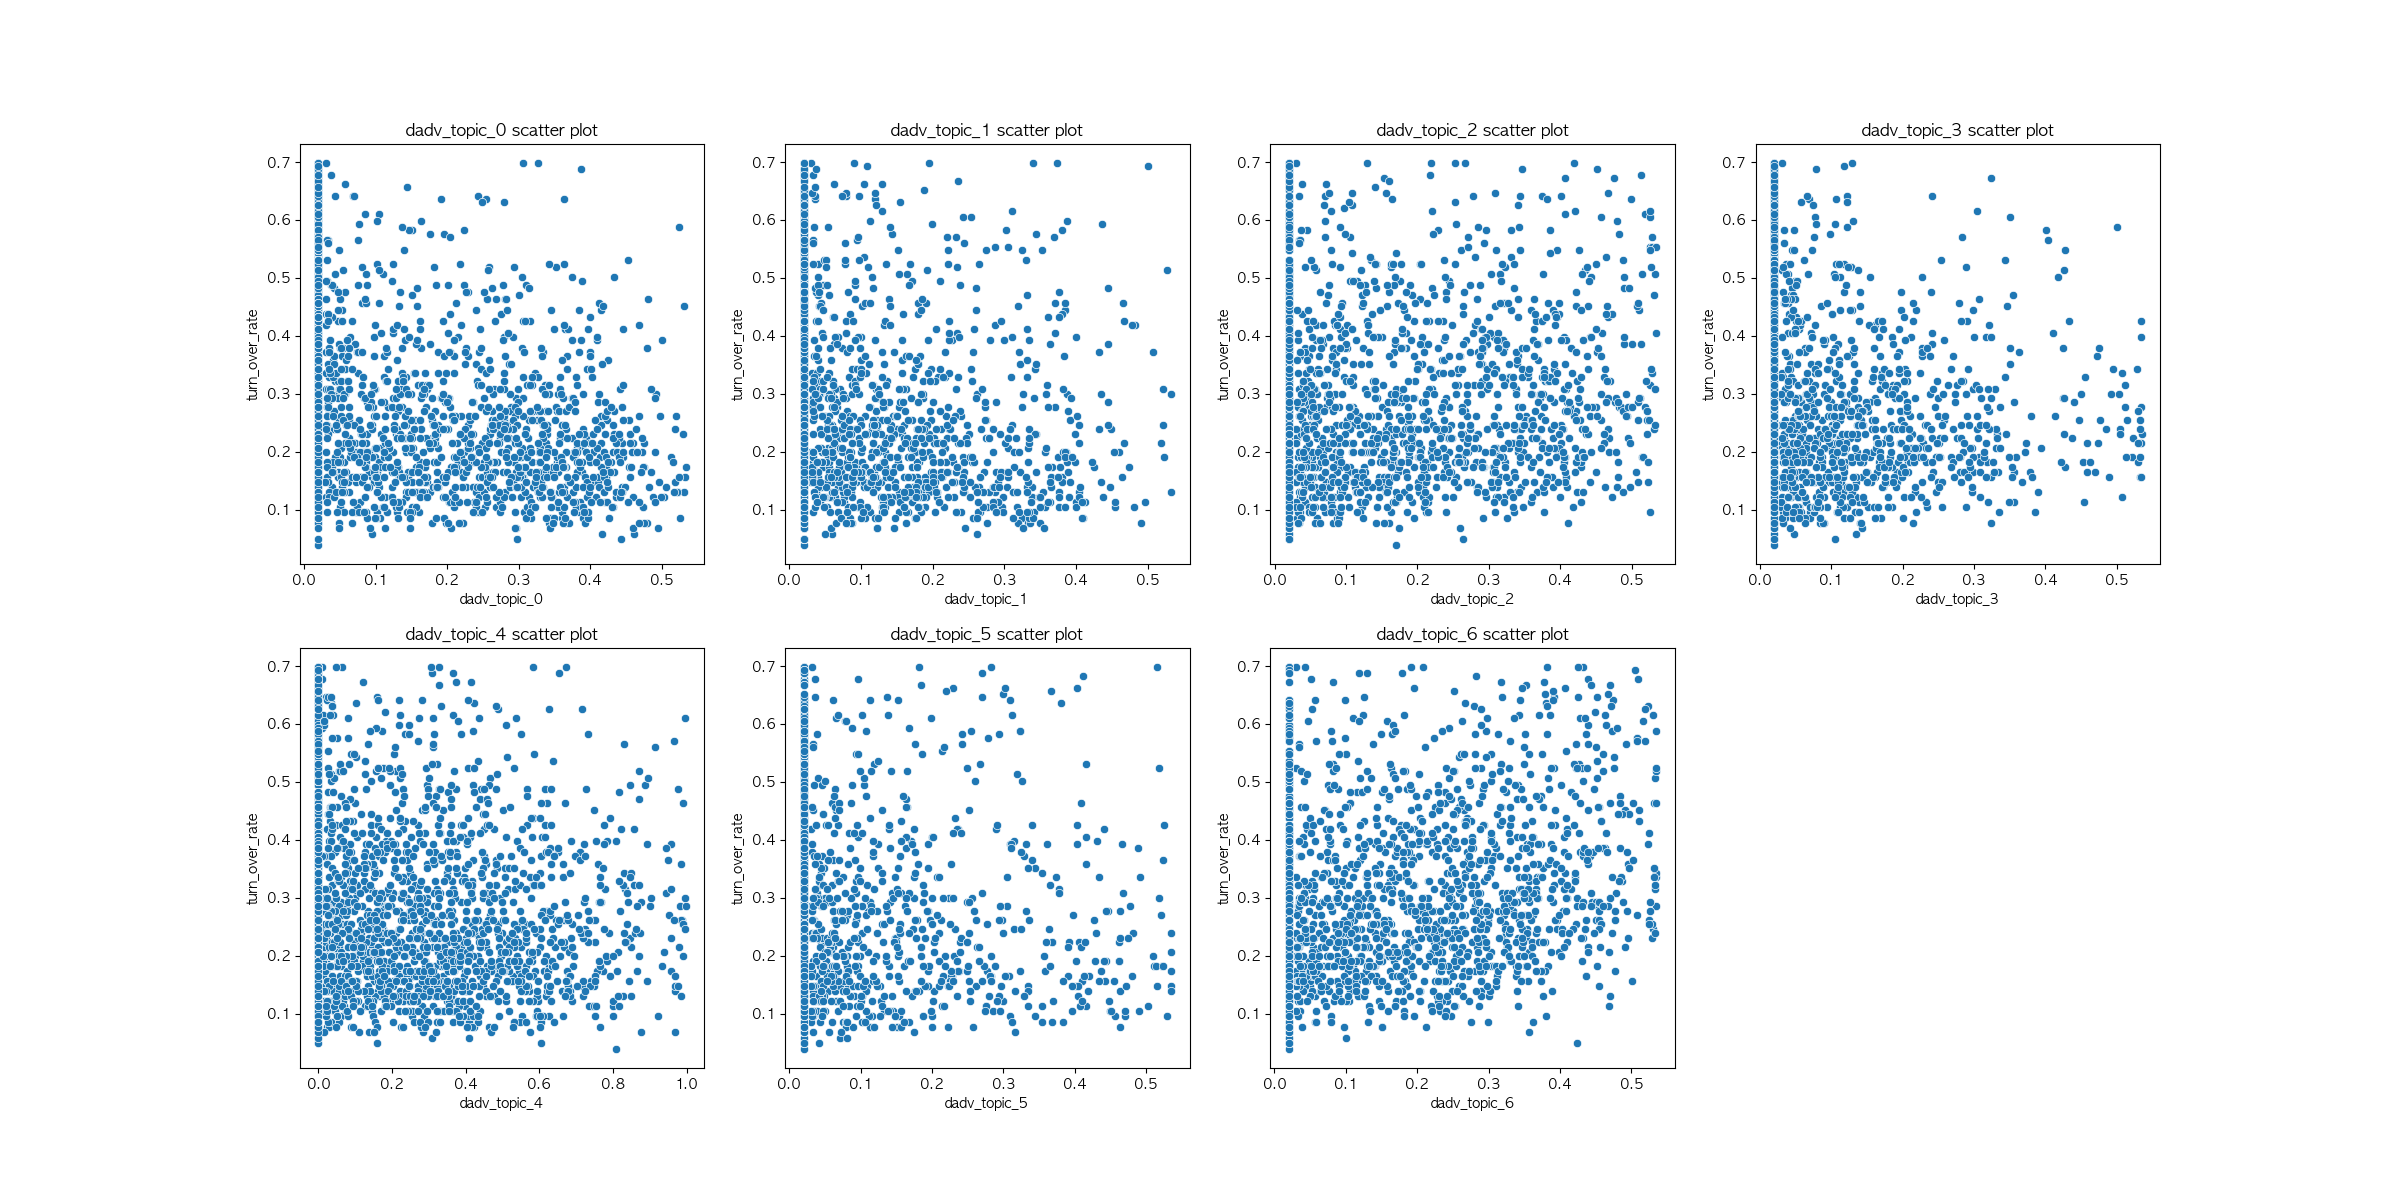 dadv_topic_0 scatter plot
0.7
0.6
0.5
0.4
0.3
0.2
0.1
turn_over_rate
0.0 0.1 0.2 0.3 0.4 0.5
dadv_topic_0
dadv_topic_1 scatter plot
0.7
0.6
0.5
0.4
0.3
0.2
0.1
turn_over_rate
0.0 0.1 0.2 0.3 0.4 0.5
dadv_topic_1
dadv_topic_2 scatter plot
0.7
0.6
0.5
0.4
0.3
0.2
0.1
turn_over_rate
0.0 0.1 0.2 0.3 0.4 0.5
dadv_topic_2
dadv_topic_3 scatter plot
0.7
0.6
0.5
0.4
0.3
0.2
0.1
turn_over_rate
0.0 0.1 0.2 0.3 0.4 0.5
dadv_topic_3
dadv_topic_4 scatter plot
0.7
0.6
0.5
0.4
0.3
0.2
0.1
turn_over_rate
0.0 0.2 0.4 0.6 0.8 1.0
dadv_topic_4
dadv_topic_5 scatter plot
0.7
0.6
0.5
0.4
0.3
0.2
0.1
turn_over_rate
0.0 0.1 0.2 0.3 0.4 0.5
dadv_topic_5
dadv_topic_6 scatter plot
0.7
0.6
0.5
0.4
0.3
0.2
0.1
turn_over_rate
0.0 0.1 0.2 0.3 0.4 0.5
dadv_topic_6